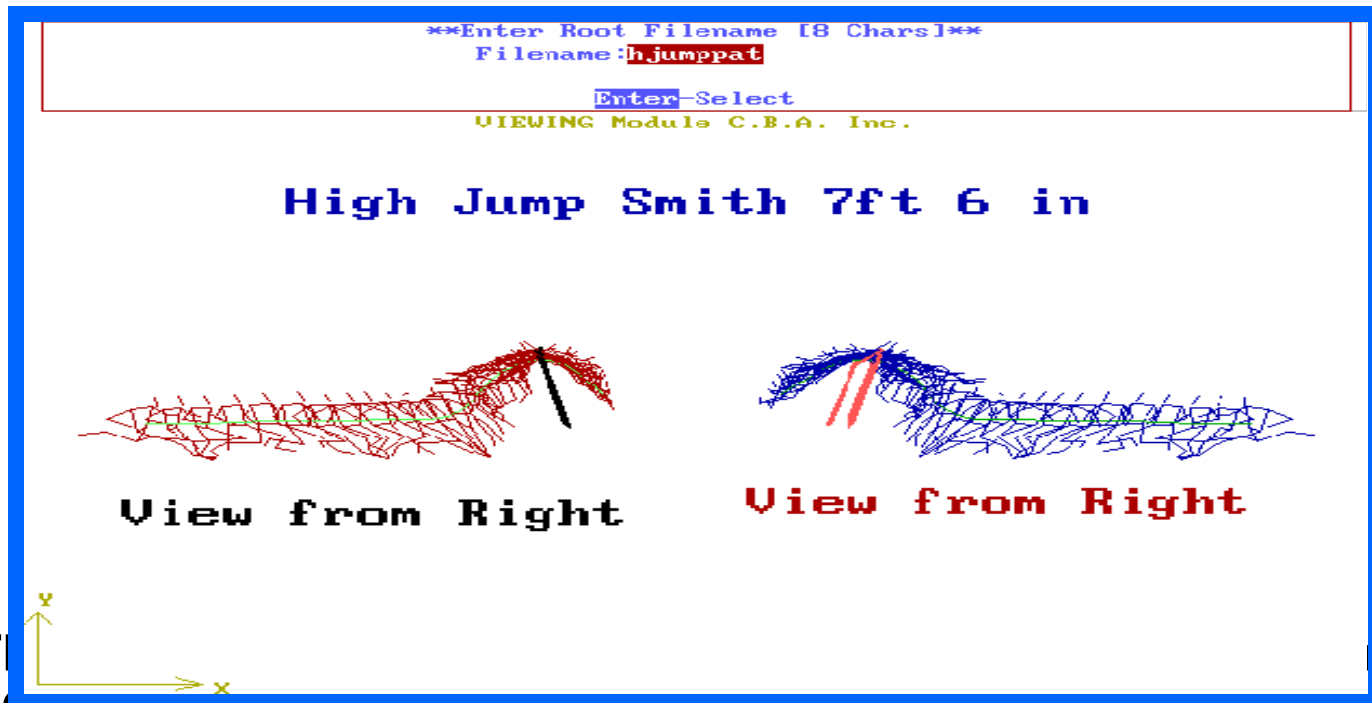 **Enter Root Filename [8 Chars]**
Filename:hjumppat
Enter-Select
VIEWING Module C.B.A. Inc.
High Jump Smith 7ft 6 in
View from Right
View from Right
Y
X